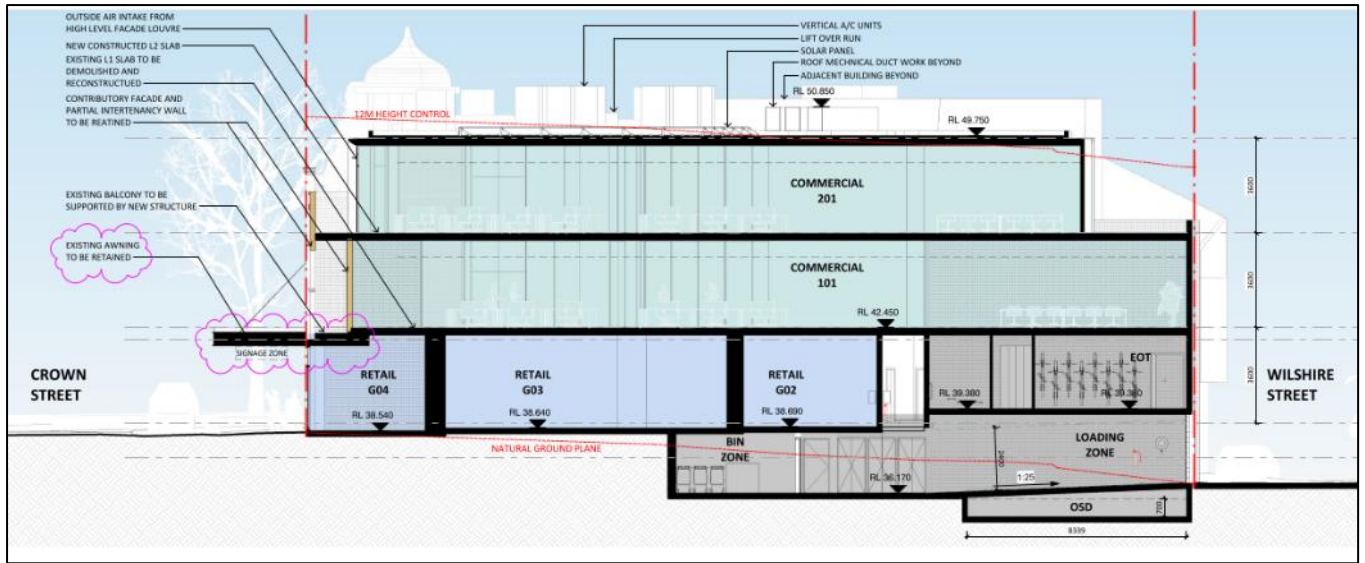 OUTSIDE AIR INTAKE FROM
HIGH LEVEL FACADE LOUVRE
NEW CONSTRUCTED L2 SLAB
EXISTING L1 SLAB TO BE
DEMOLISHED AND
RECONSTRUCTUED
CONTRIBUTORY FACADE AND
PARTIAL INTERTENANCY WALL
TO BE REATINED
EXISTING BALCONY TO BE
SUPPORTED BY NEW STRUCTURE
EXISTING AWNING
TO BE RETAINED
SIGNAGE ZONE
CROWN
STREET
VERTICAL A/C UNITS
LIFT OVER RUN
SOLAR PANEL
ROOF MECHNICAL DUCT WORK BEYOND
ADJACENT BUILDING BEYOND
RL 50.850
12M HEIGHT CONTROL
RL 49.750
COMMERCIAL
201
3600
COMMERCIAL
101
3600
RL 42.450
RETAIL
G04
RL 38.540
RETAIL
G03
RL 38.640
RETAIL
G02
RL 38.690
RL 39.380
EOT
RL 39.380
3600
WILSHIRE
STREET
NATURAL GROUND PLANE
BIN
ZONE
LOADING
ZONE
RL 36.170
1:25
OSD
700
8339